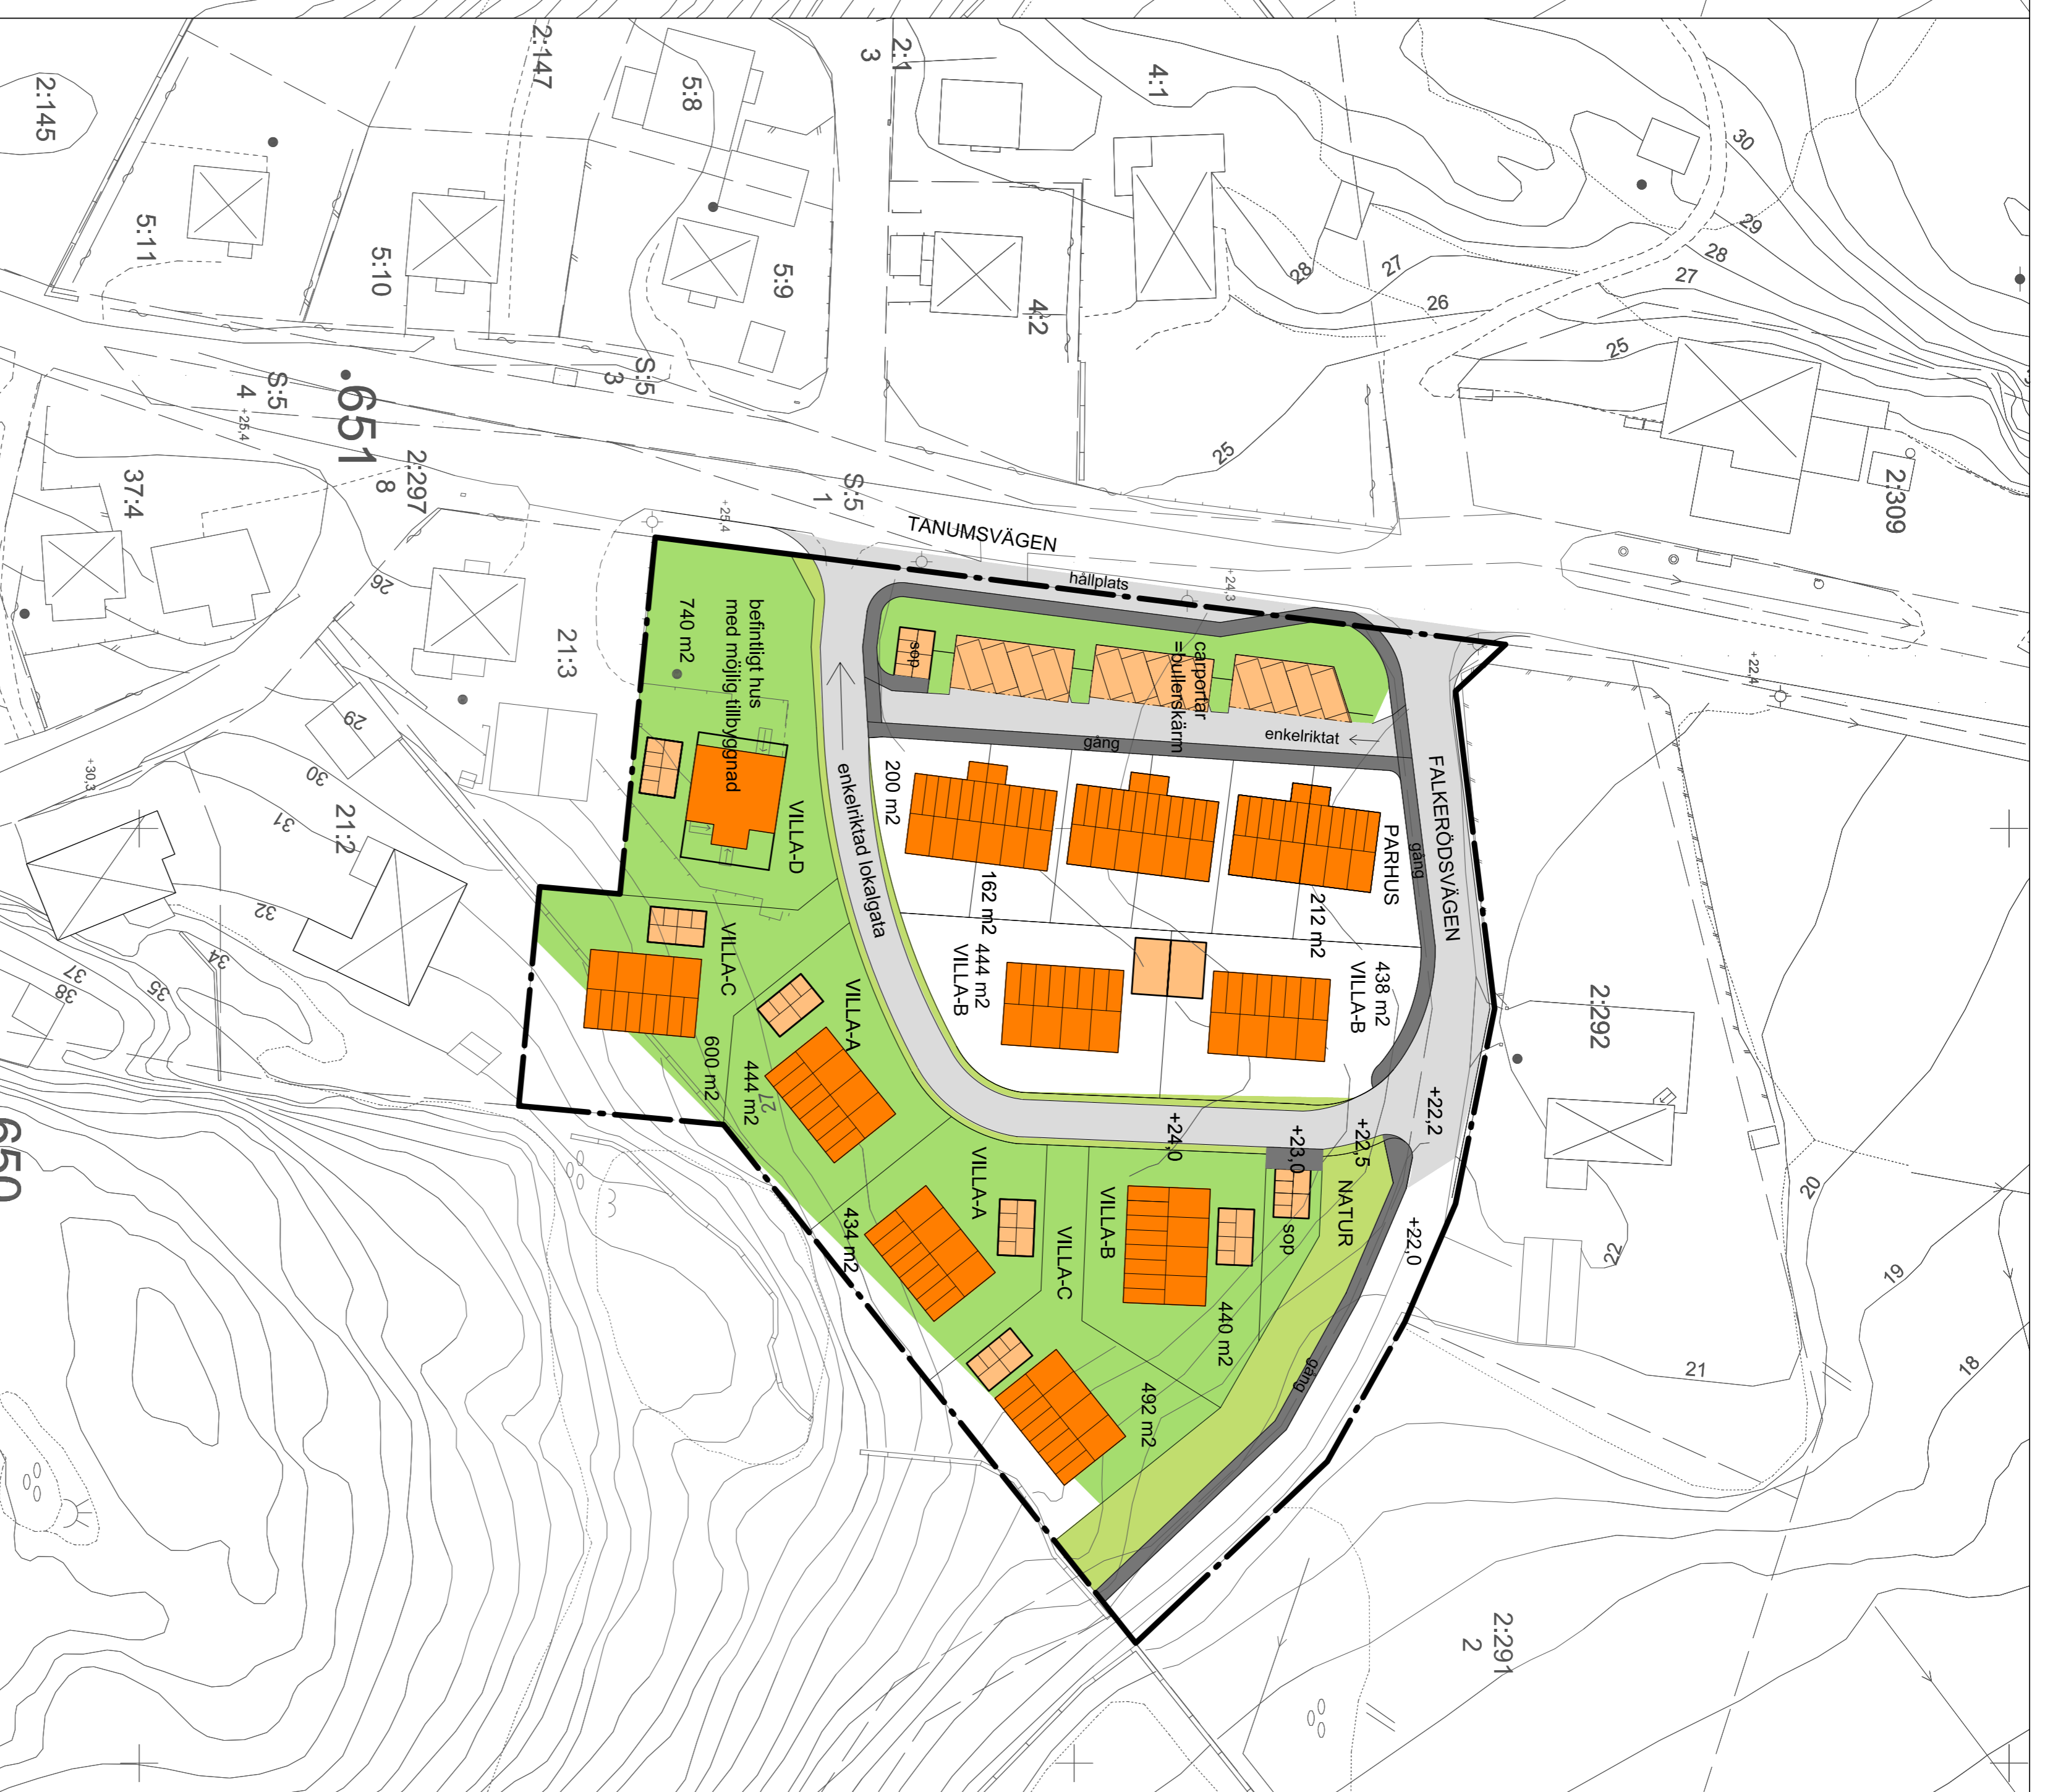 2:145
2:147
5:8
2:1
3
4:1
30
29
28
27
28
27
26
25
25
5:11
5:10
5:9
4:2
2:309
S:5
4
+25,4
651
S:5
3
2:297
8
37:4
S:5
1
+25,4
TANUMSVÄGEN
hållplats
+24,3
+22,4
26
21:3
740 m2
befintligt hus
med möjlig tillbyggnad
sop
carportar
=bullerskärm
enkelriktat
gång
29
30
31
+30,3
21:2
32
34
35
37
38
VILLA-D
enkelriktad lokalgata
200 m2
PARHUS
gång
FALKERÖDSVÄGEN
162 m2
212 m2
444 m2
VILLA-B
438 m2
VILLA-B
2:292
VILLA-C
VILLA-A
600 m2
444 m2
27
+24,0
+23,0
+22,5
+22,2
650
VILLA-A
434 m2
VILLA-C
VILLA-B
sop
NATUR
+22,0
440 m2
492 m2
gång
22
21
20
19
18
2:291
2